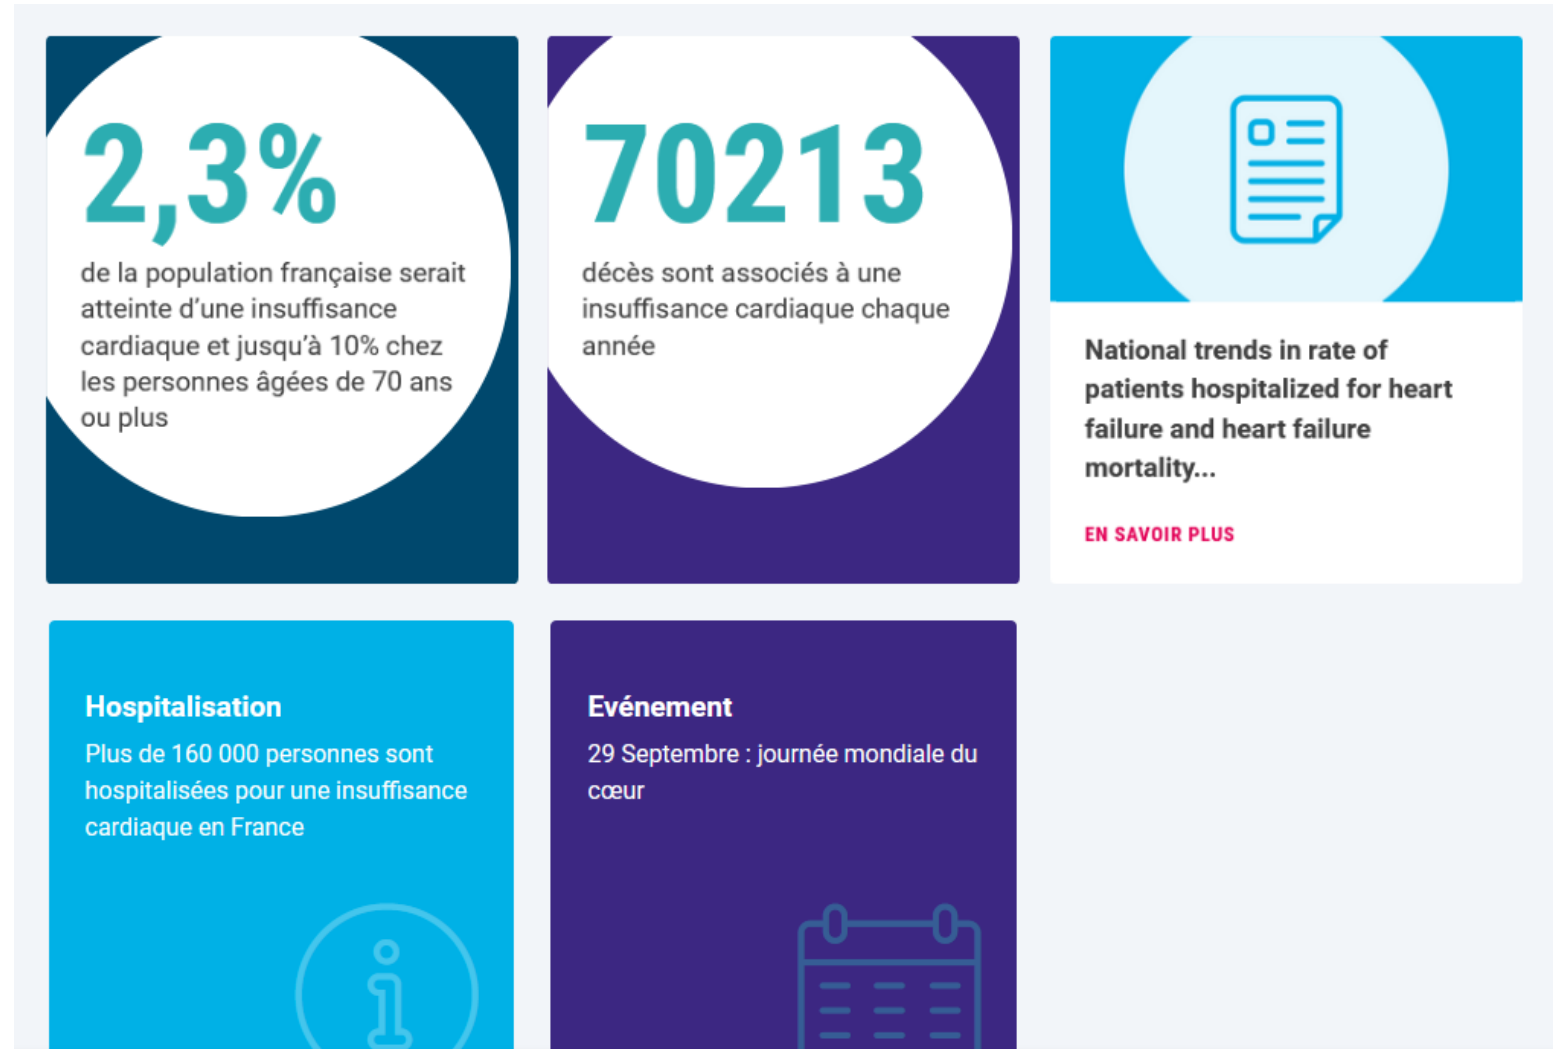 2,3%
de la population française serait
atteinte d’une insuffisance
cardiaque et jusqu’à 10% chez
les personnes âgées de 70 ans
ou plus
70213
décès sont associés à une
insuffisance cardiaque chaque
année
National trends in rate of
patients hospitalized for heart
failure and heart failure
mortality...
EN SAVOIR PLUS
Hospitalisation
Plus de 160 000 personnes sont
hospitalisées pour une insuffisance
cardiaque en France
Evénement
29 Septembre : journée mondiale du
cœur